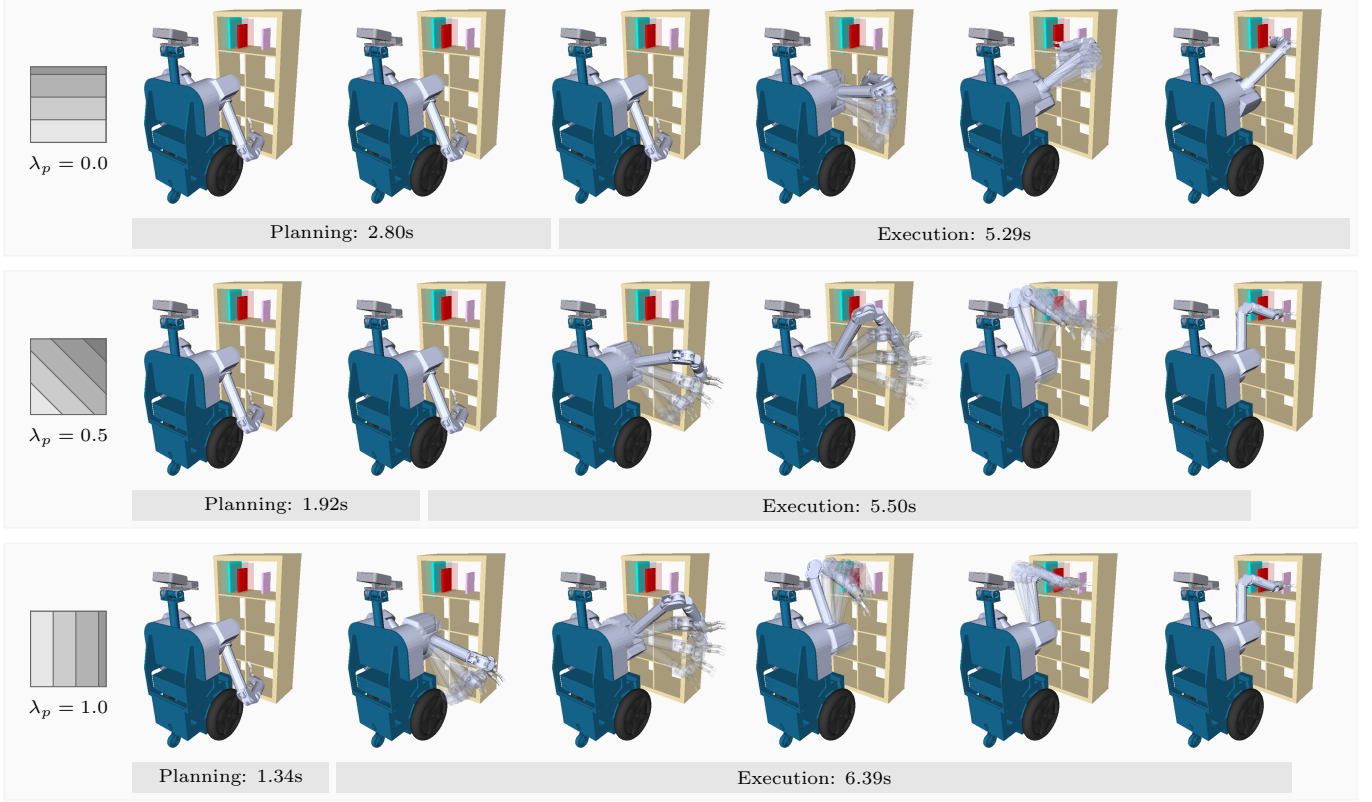 λₚ = 0.0
Planning: 2.80s
Execution: 5.29s
λₚ = 0.5
Planning: 1.92s
Execution: 5.50s
λₚ = 1.0
Planning: 1.34s
Execution: 6.39s